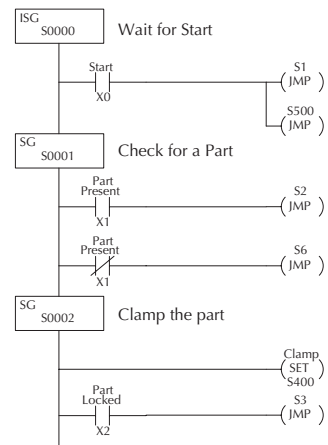 ISG
S0000
Wait for Start
Start
X0
S1
JMP
S500
JMP
SG
S0001
Check for a Part
Part
Present
X1
S2
JMP
Part
Present
X1
S6
JMP
SG
S0002
Clamp the part
Clamp
SET
S400
Part
Locked
X2
S3
JMP